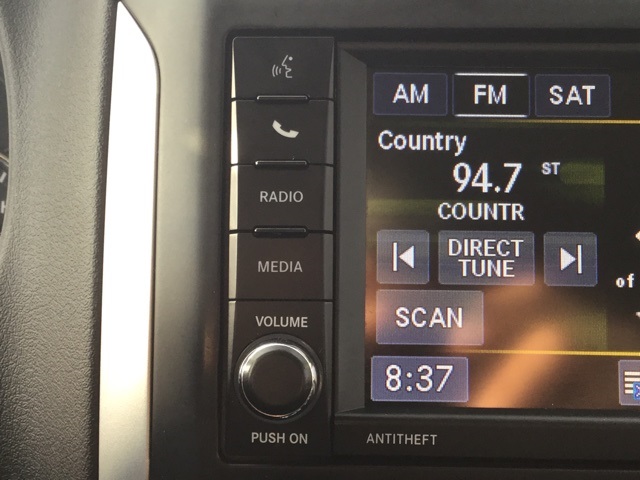 RADIO
MEDIA
VOLUME
PUSH ON
AM FM SAT
Country
94.7 ST
COUNTR
DIRECT
TUNE
of
SCAN
8:37
ANTITHEFT